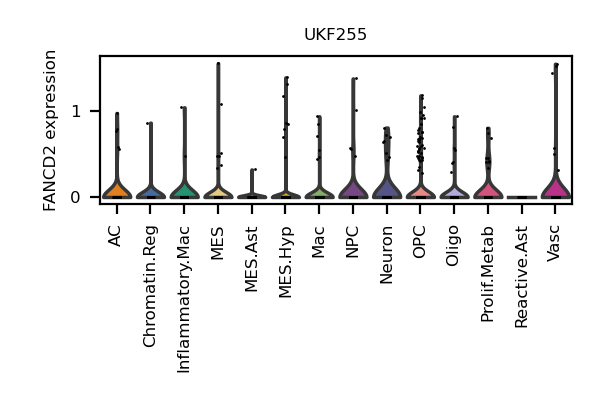 UKF255
FANCD2 expression
1
0
AC
Chromatin.Reg
Inflammatory.Mac
MES
MES.Ast
MES.Hyp
Mac
NPC
Neuron
OPC
Oligo
Prolif.Metab
Reactive.Ast
Vasc